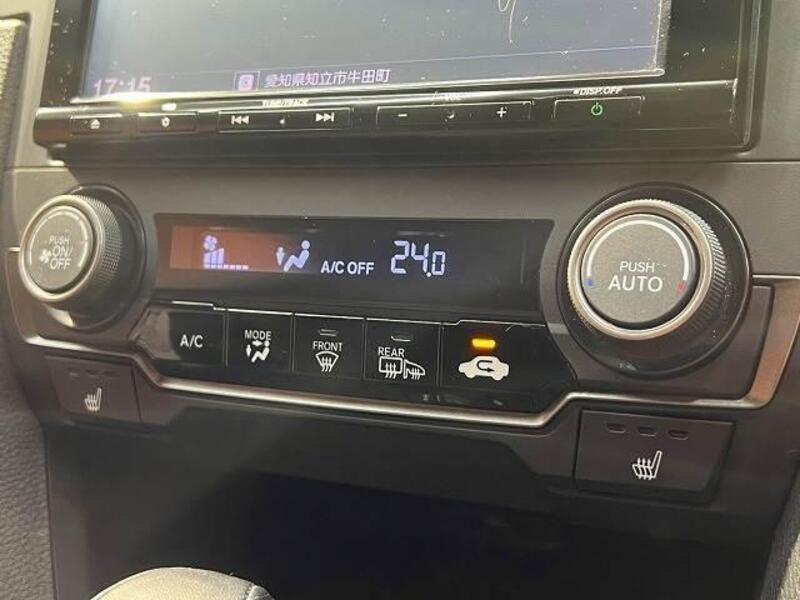 17:15
愛知県知立市牛田町
TUNE/TRACK
VOL
DISP.OFF
− +
PUSH
ON/
OFF
A/C OFF 24.0
PUSH
AUTO
A/C
MODE
FRONT
REAR